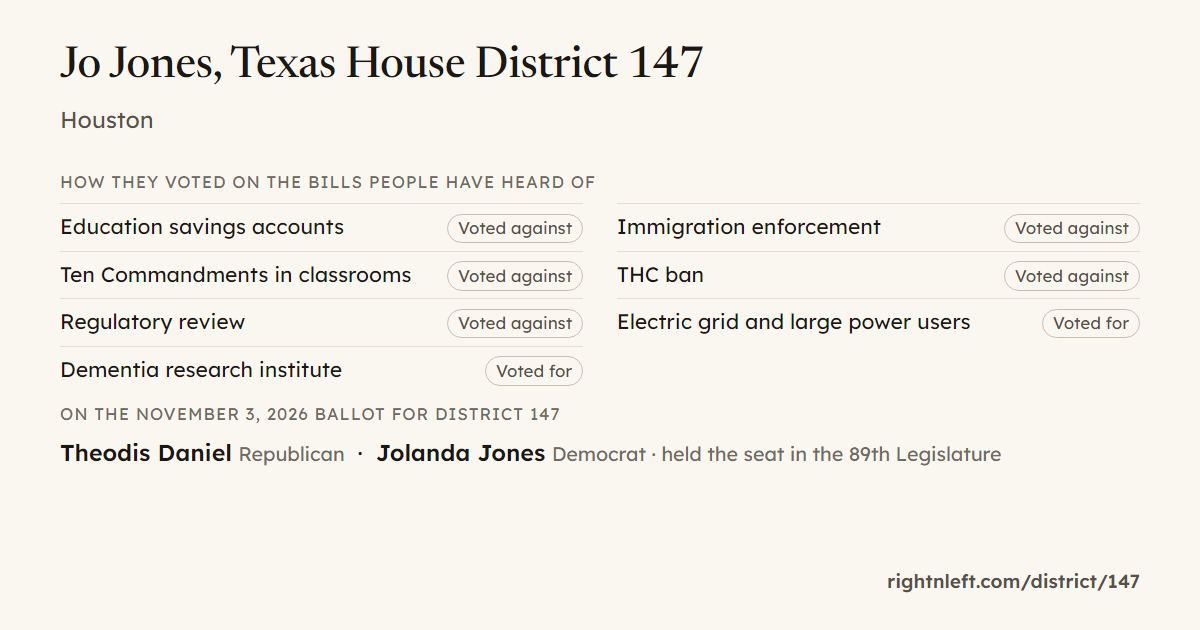 Jo Jones, Texas House District 147
Houston
HOW THEY VOTED ON THE BILLS PEOPLE HAVE HEARD OF
Education savings accounts Voted against
Immigration enforcement Voted against
Ten Commandments in classrooms Voted against
THC ban Voted against
Regulatory review Voted against
Electric grid and large power users Voted for
Dementia research institute Voted for
ON THE NOVEMBER 3, 2026 BALLOT FOR DISTRICT 147
Theodis Daniel Republican · Jolanda Jones Democrat · held the seat in the 89th Legislature
rightnleft.com/district/147